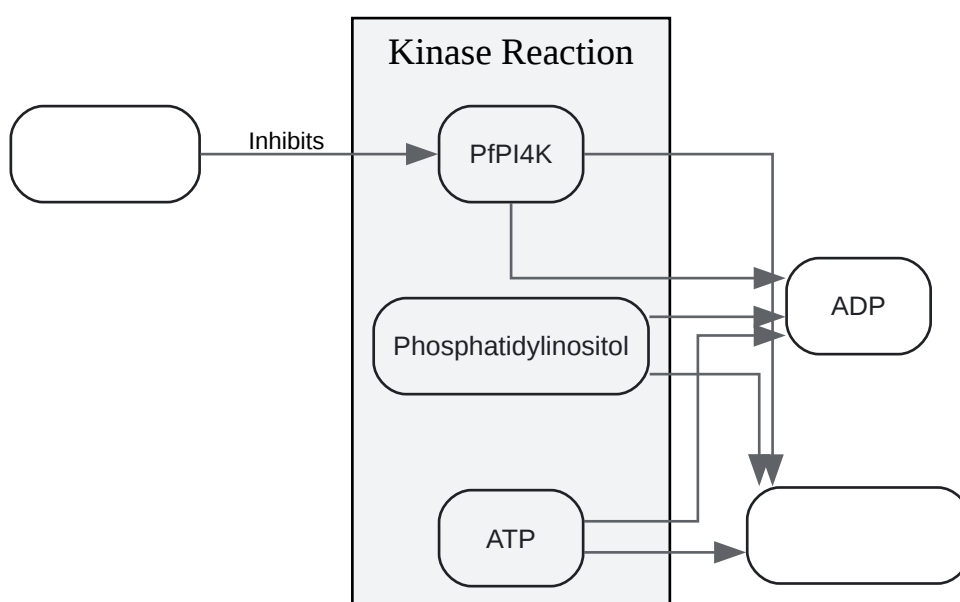 Kinase Reaction
Inhibits
PfPI4K
ADP
Phosphatidylinositol
ATP